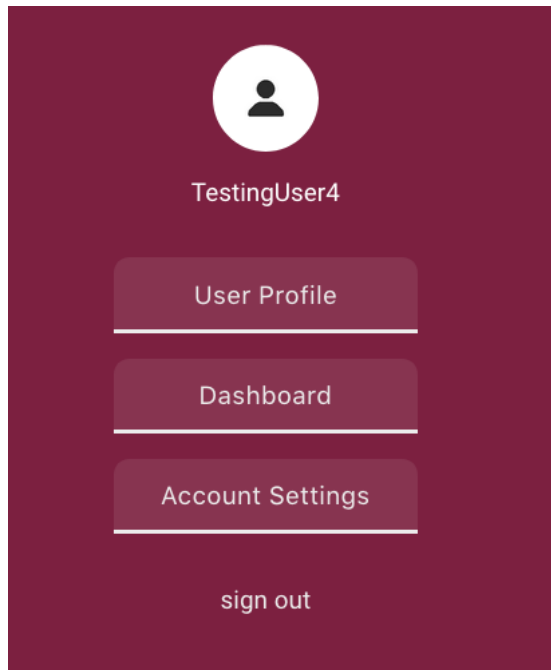 TestingUser4
User Profile
Dashboard
Account Settings
sign out